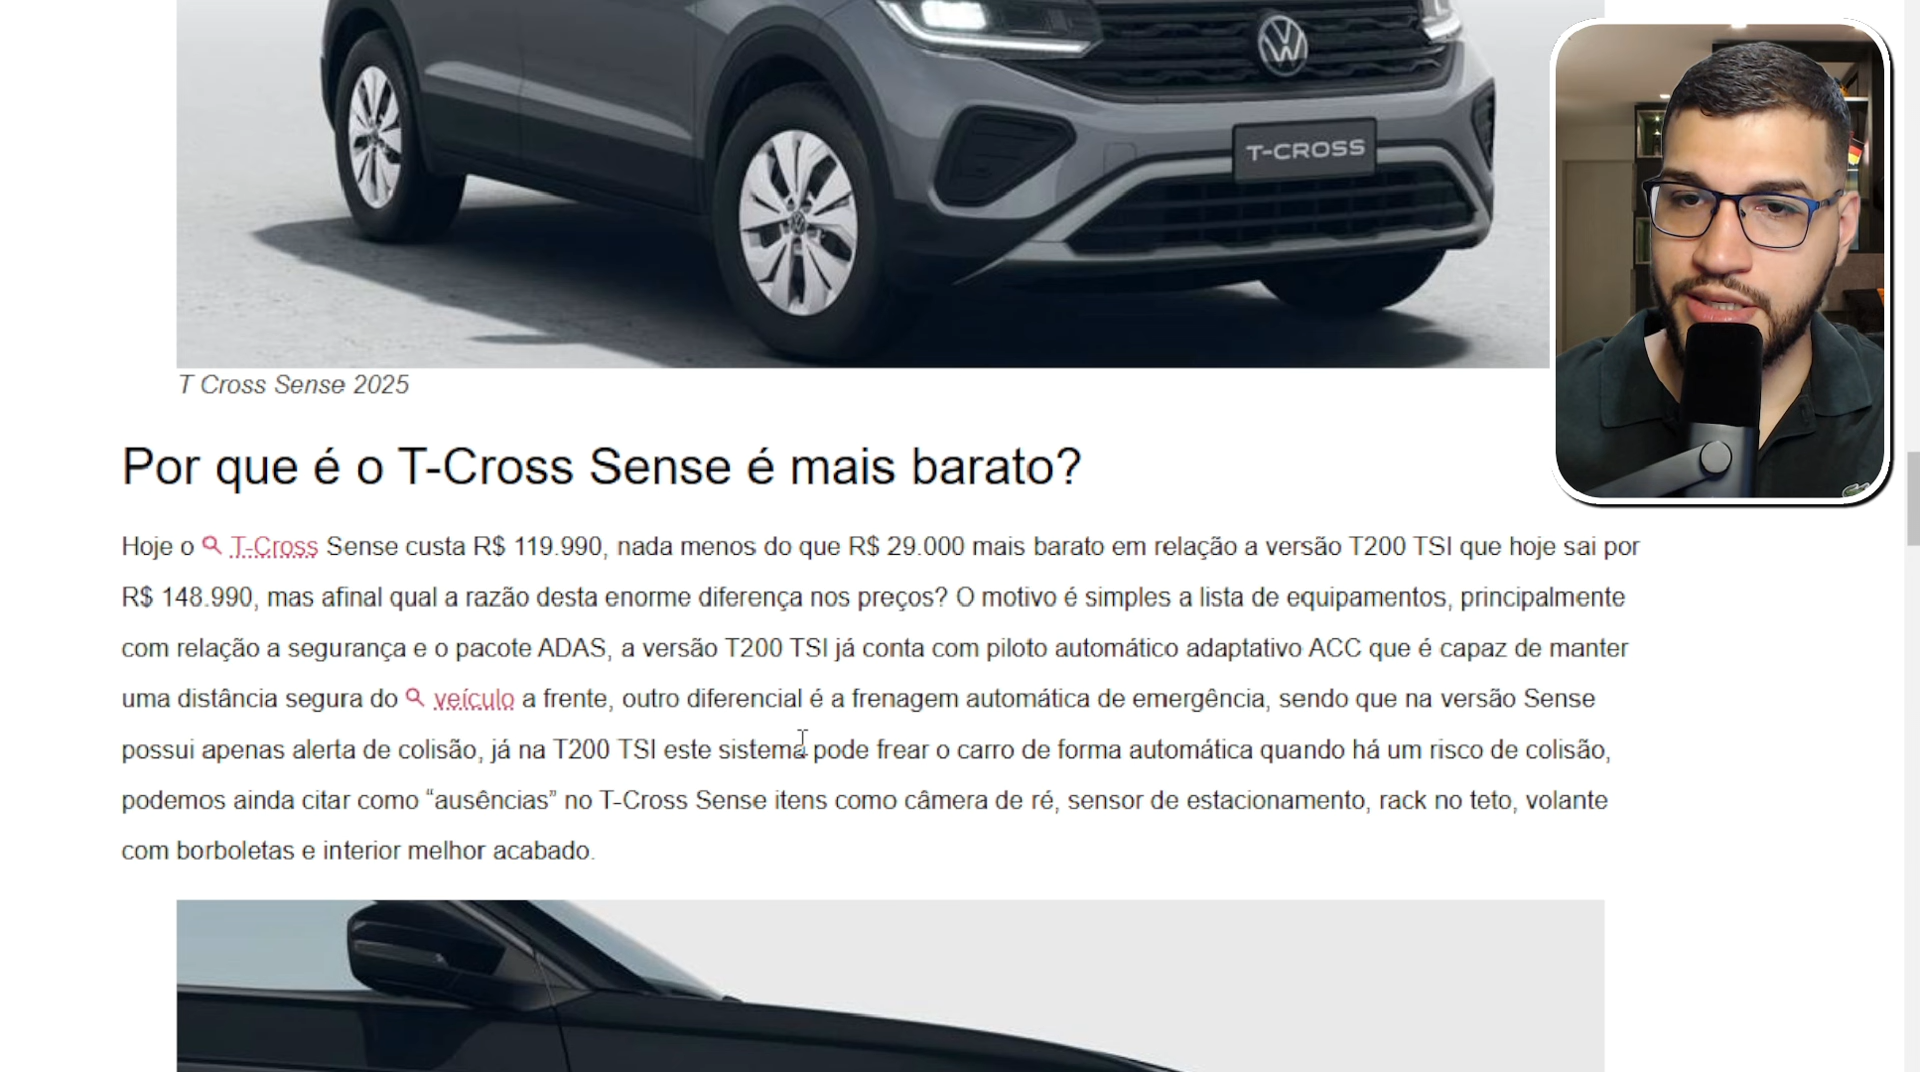 T-CROSS
T Cross Sense 2025
Por que é o T-Cross Sense é mais barato?
Hoje o T-Cross Sense custa R$ 119.990, nada menos do que R$ 29.000 mais barato em relação a versão T200 TSI que hoje sai por
R$ 148.990, mas afinal qual a razão desta enorme diferença nos preços? O motivo é simples a lista de equipamentos, principalmente
com relação a segurança e o pacote ADAS, a versão T200 TSI já conta com piloto automático adaptativo ACC que é capaz de manter
uma distância segura do veículo a frente, outro diferencial é a frenagem automática de emergência, sendo que na versão Sense
possui apenas alerta de colisão, já na T200 TSI este sistema pode frear o carro de forma automática quando há um risco de colisão,
podemos ainda citar como “ausências” no T-Cross Sense itens como câmera de ré, sensor de estacionamento, rack no teto, volante
com borboletas e interior melhor acabado.